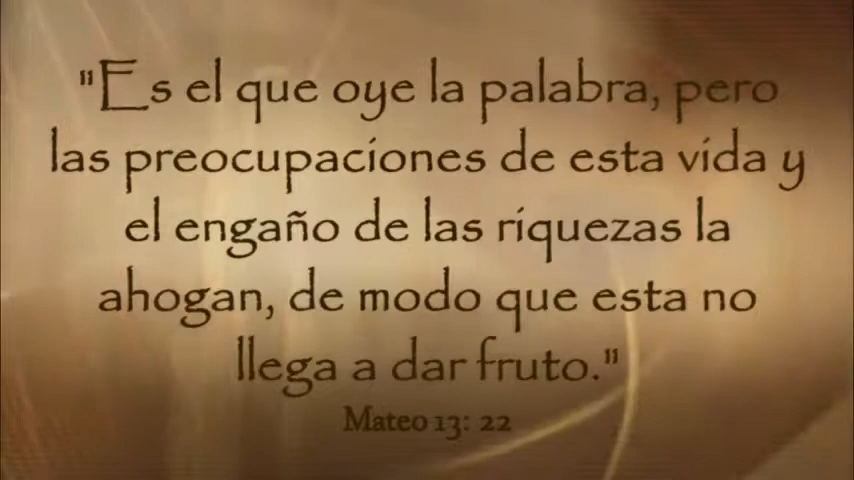 "Es el que oye la palabra, pero
las preocupaciones de esta vida y
el engaño de las riquezas la
ahogan, de modo que esta no
llega a dar fruto."
Mateo 13: 22